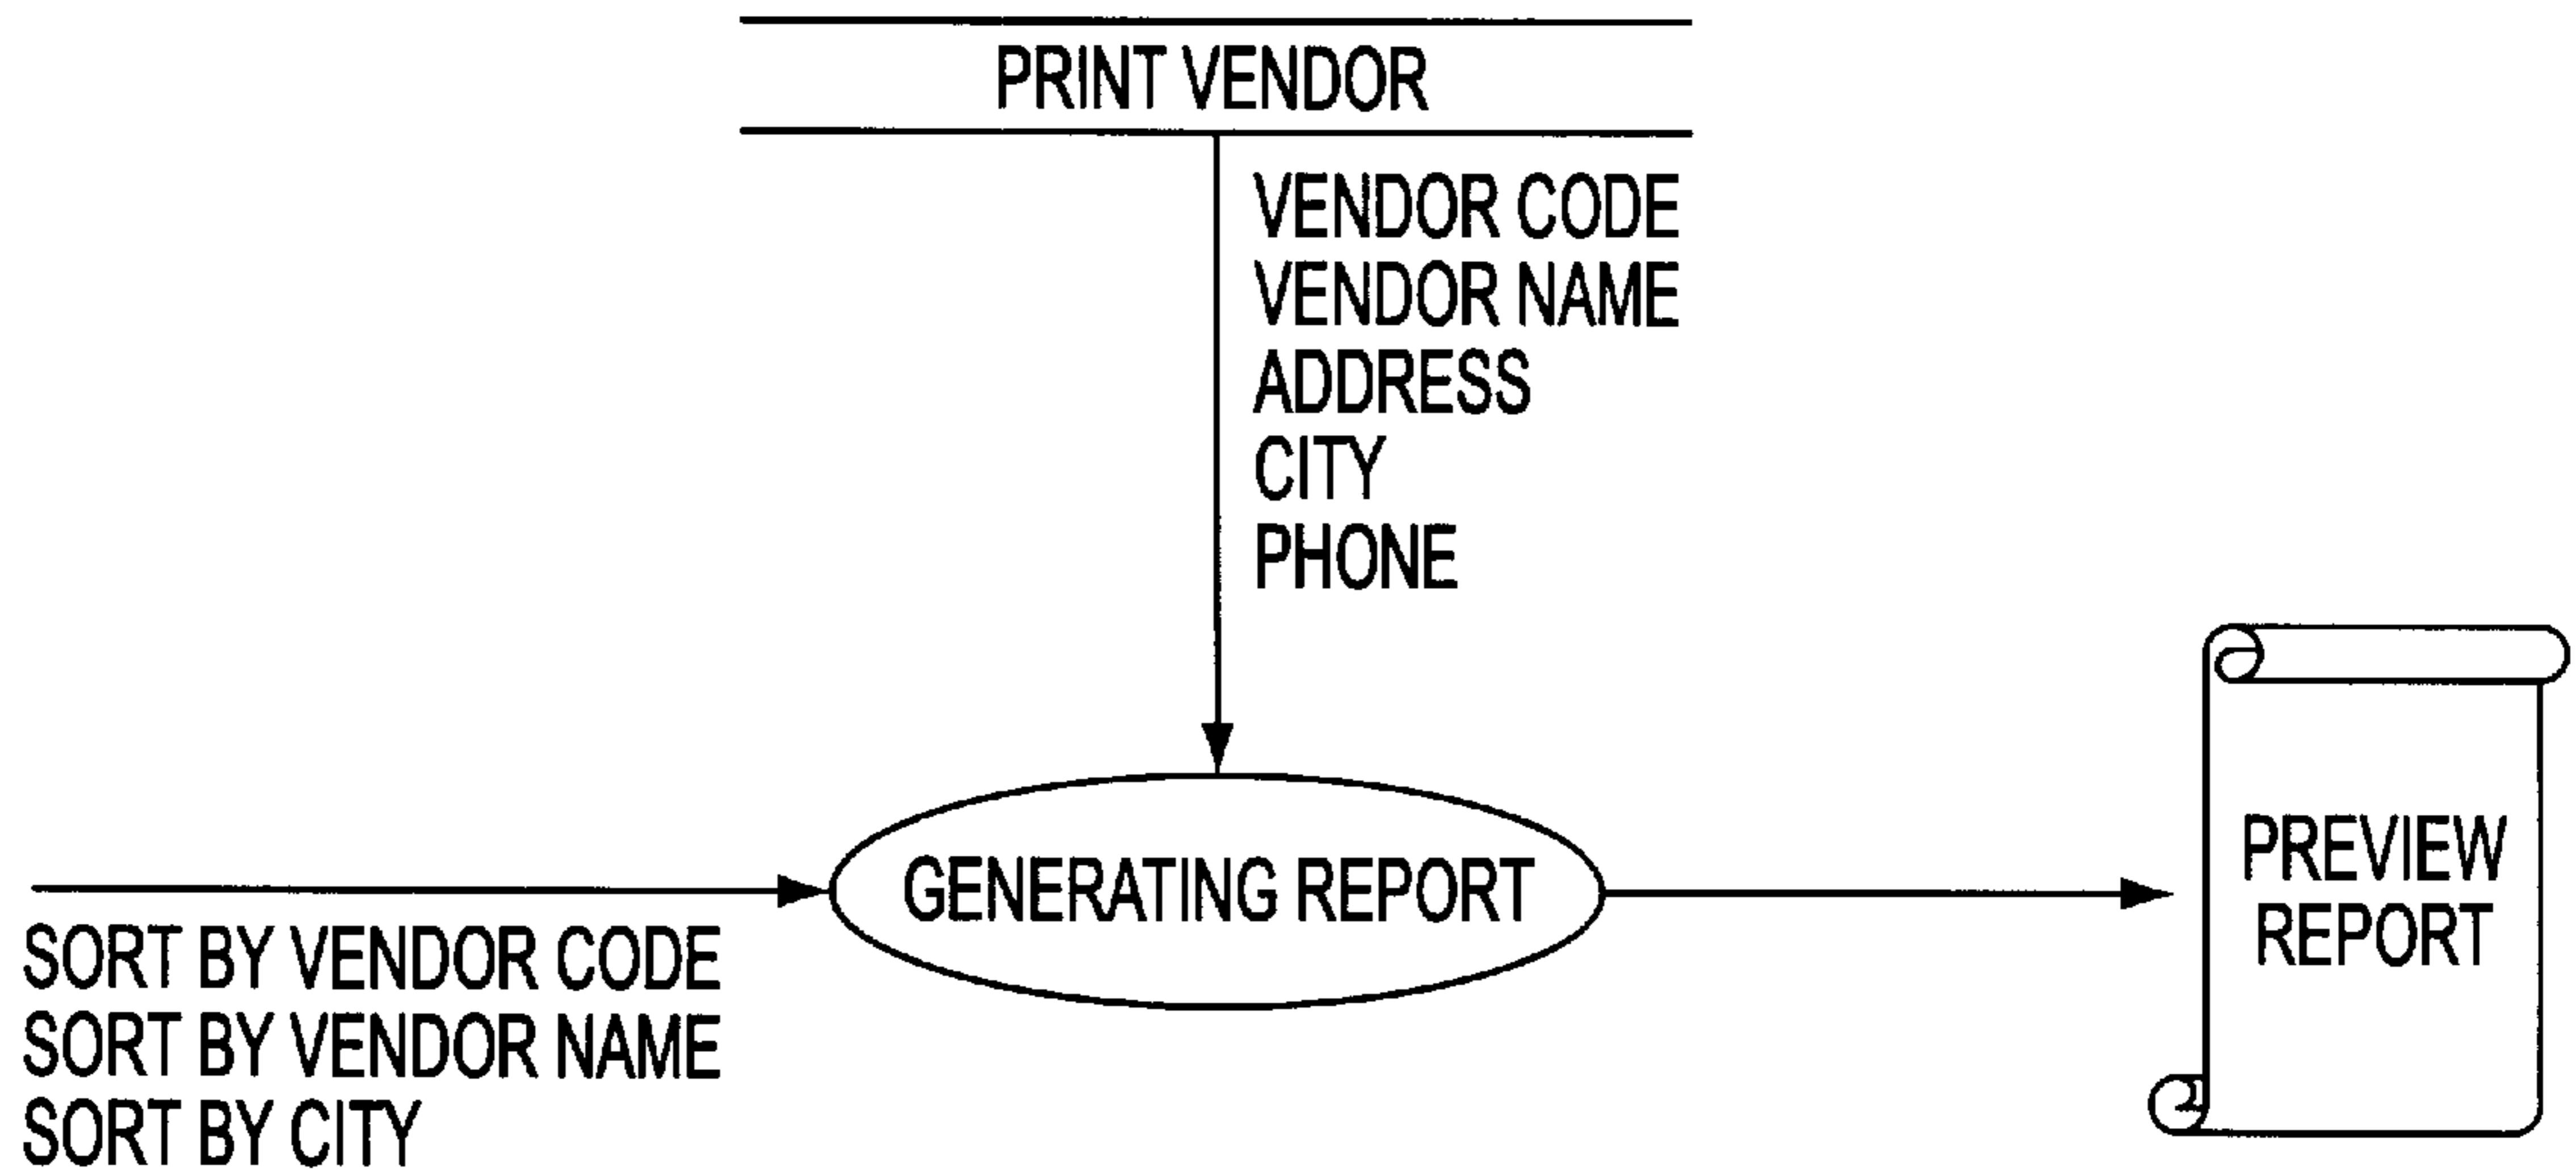 PRINT VENDOR
VENDOR CODE
VENDOR NAME
ADDRESS
CITY
PHONE
GENERATING REPORT
SORT BY VENDOR CODE
SORT BY VENDOR NAME
SORT BY CITY
PREVIEW
REPORT